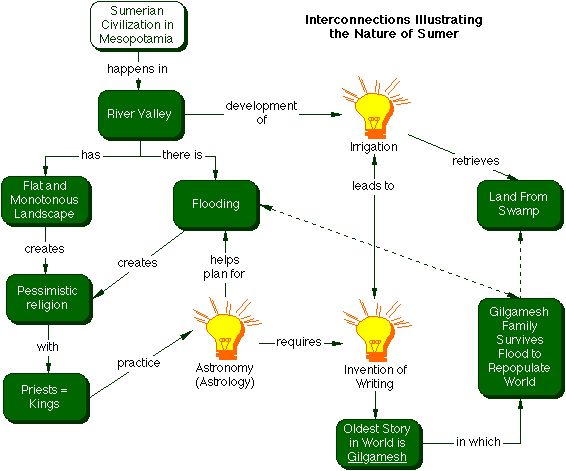 Sumerian
Civilization in
Mesopotamia
Interconnections Illustrating
the Nature of Sumer
happens in
River Valley
development
of
Irrigation
has
there is
retrieves
Flat and
Monotonous
Landscape
Flooding
leads to
Land From
Swamp
creates
creates
helps
plan for
Pessimistic
religion
Gilgamesh
Family
Survives
Flood to
Repopulate
World
with
practice
Astronomy
(Astrology)
requires
Invention of
Writing
Priests =
Kings
Oldest Story
in World is
Gilgamesh
in which